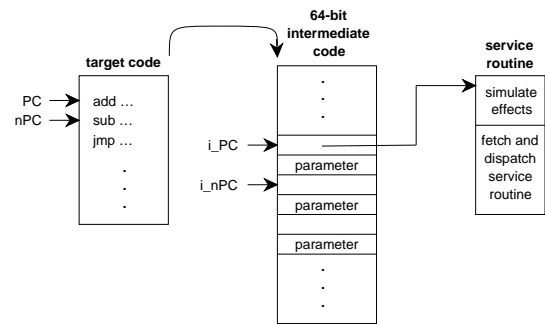 64-bit
intermediate
code
target code
service
routine
PC
nPC
add ...
sub ...
jmp ...
.
.
.
.
.
.
i_PC
parameter
i_nPC
parameter
parameter
.
.
.
simulate
effects
fetch and
dispatch
service
routine